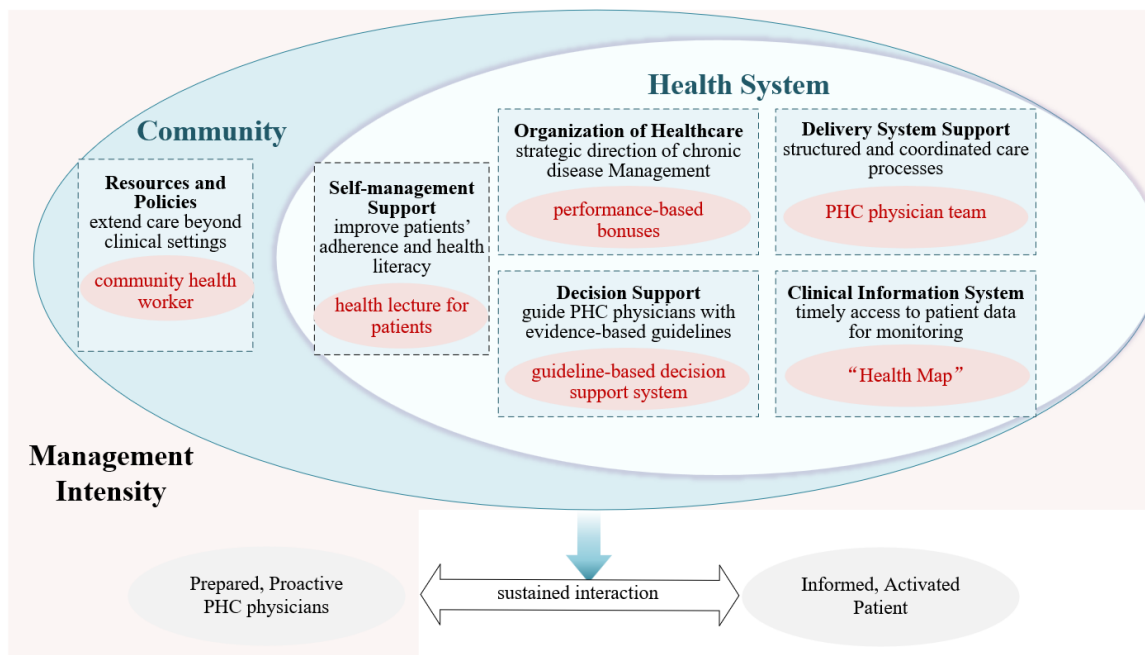 Health System
Community
Organization of Healthcare
strategic direction of chronic
disease Management
performance-based
bonuses
Delivery System Support
structured and coordinated care
processes
PHC physician team
Resources and
Policies
extend care beyond
clinical settings
community health
worker
Self-management
Support
improve patients’
adherence and health
literacy
health lecture for
patients
Decision Support
guide PHC physicians with
evidence-based guidelines
guideline-based decision
support system
Clinical Information System
timely access to patient data
for monitoring
“Health Map”
Management
Intensity
Prepared, Proactive
PHC physicians
sustained interaction
Informed, Activated
Patient